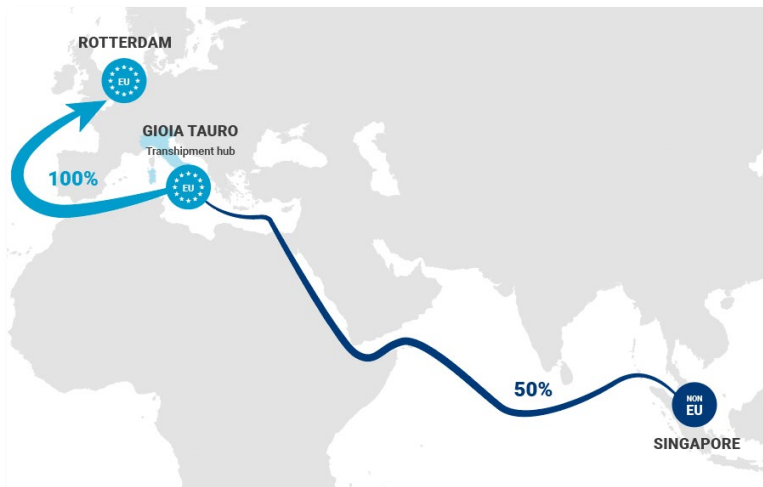 ROTTERDAM
EU
GIOIA TAURO
Transhipment hub
EU
100%
50%
NON
EU
SINGAPORE